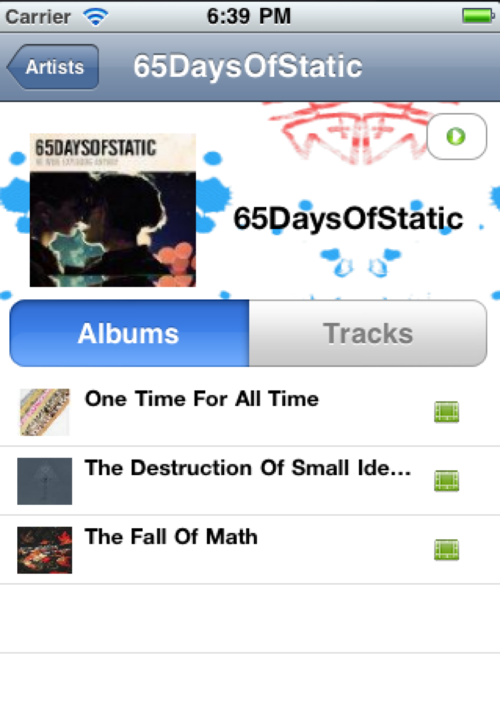 Carrier 6:39 PM
Artists 65DaysOfStatic
65DAYSOFSTATIC
65DaysOfStatic
Albums Tracks
One Time For All Time
The Destruction Of Small Ide...
The Fall Of Math